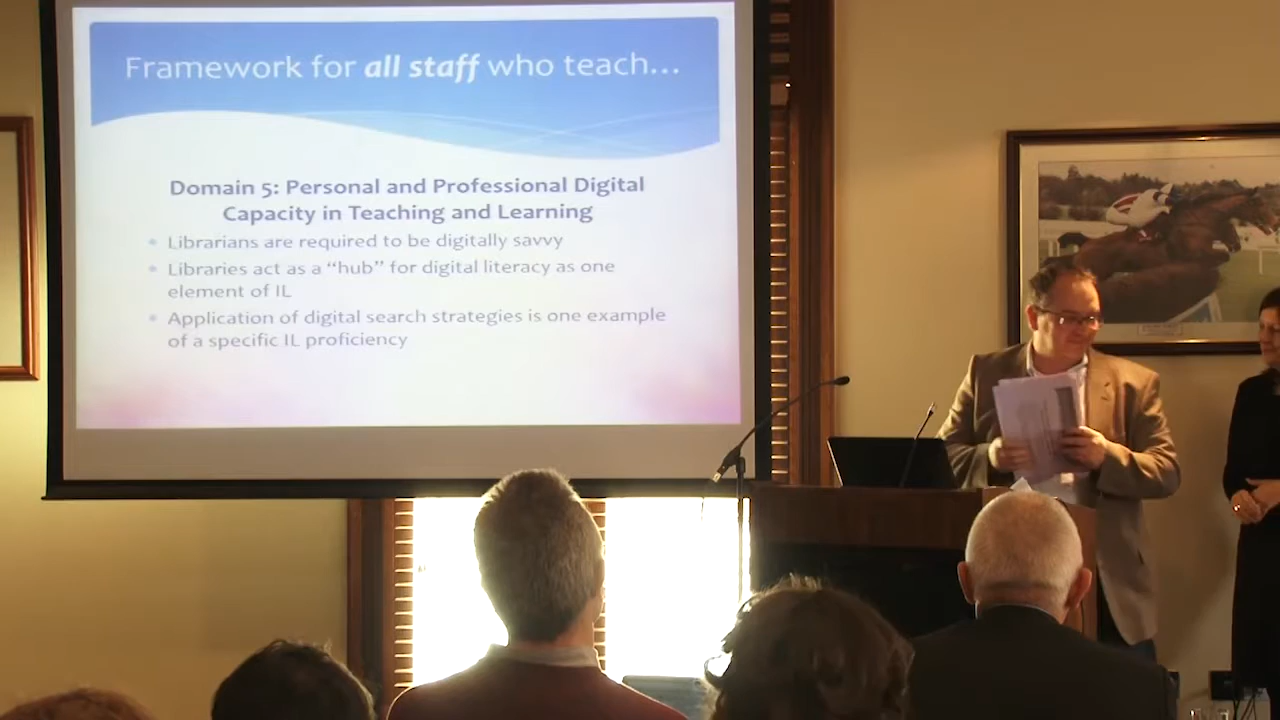 Framework for all staff who teach...
Domain 5: Personal and Professional Digital
Capacity in Teaching and Learning
• Librarians are required to be digitally savvy
• Libraries act as a “hub” for digital literacy as one
element of IL
• Application of digital search strategies is one example
of a specific IL proficiency